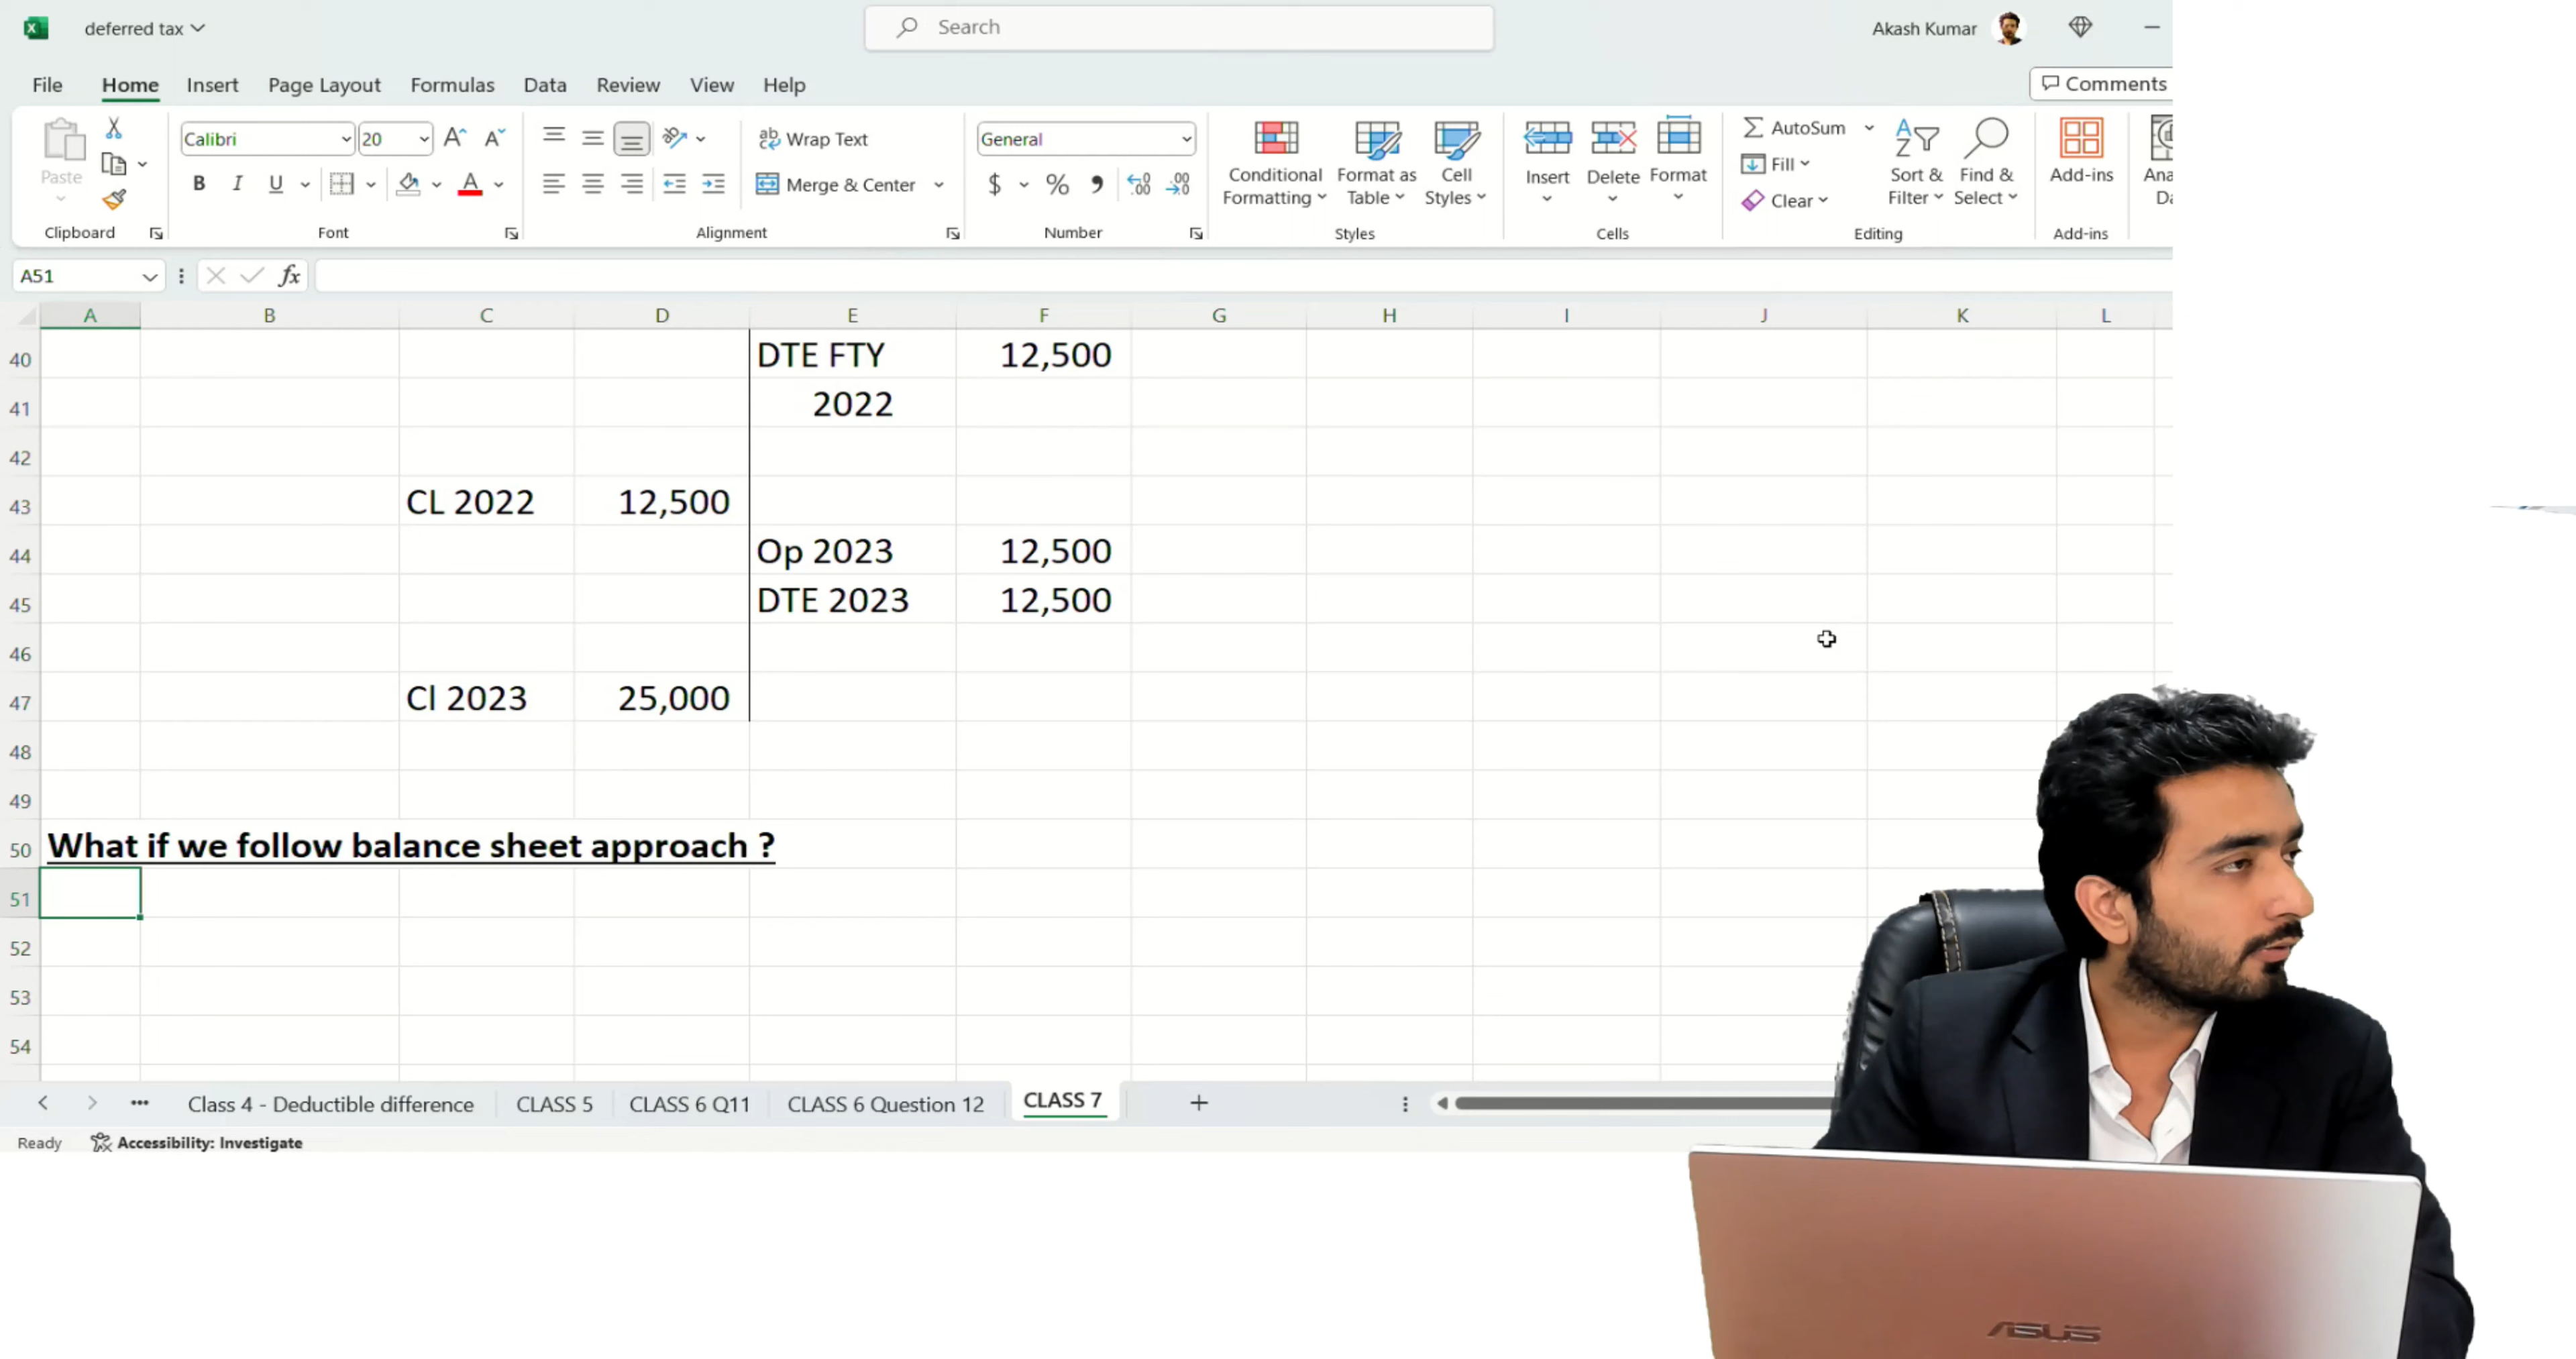 deferred tax
Search
Akash Kumar
File Home Insert Page Layout Formulas Data Review View Help
Comments
Paste
Clipboard
Calibri 20
B I U A
Font
Wrap Text
Merge & Center
Alignment
General
$ %
Number
Conditional Formatting
Format as Table
Cell Styles
Styles
Insert Delete Format
Cells
AutoSum
Fill
Clear
Sort & Filter
Find & Select
Editing
Add-ins
Add-ins
A51 fx
A B C D E F G H I J K L
40 DTE FTY 12,500
41 2022
42
43 CL 2022 12,500
44 Op 2023 12,500
45 DTE 2023 12,500
46
47 Cl 2023 25,000
48
49
50 What if we follow balance sheet approach ?
51
52
53
54
Class 4 - Deductible difference CLASS 5 CLASS 6 Q11 CLASS 6 Question 12 CLASS 7
Ready Accessibility: Investigate
ASUS